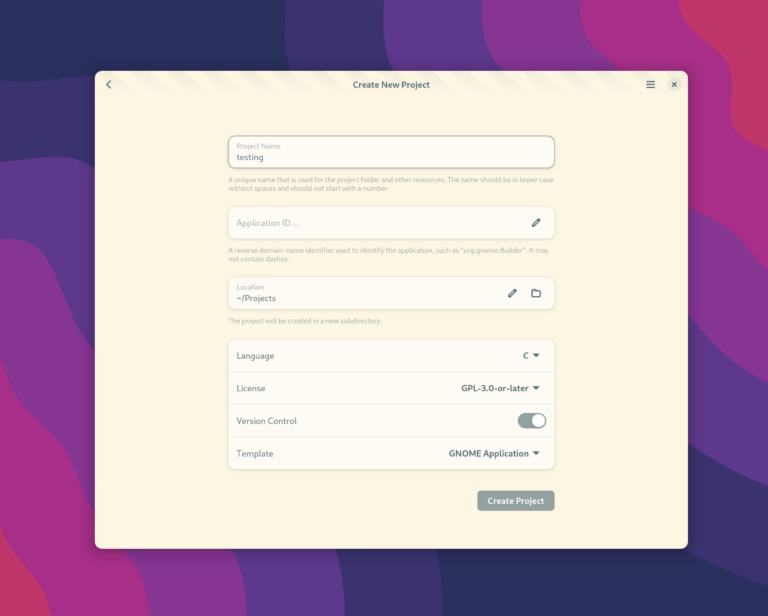 Create New Project
Project Name
testing
A unique name that is used for the project folder and other resources. The name should be in lower case
without spaces and should not start with a number.
Application ID...
A reverse domain-name identifier used to identify the application, such as "org.gnome.Builder". It may
not contain dashes.
Location
~/Projects
The project will be created in a new subdirectory.
Language C
License GPL-3.0-or-later
Version Control
Template GNOME Application
Create Project